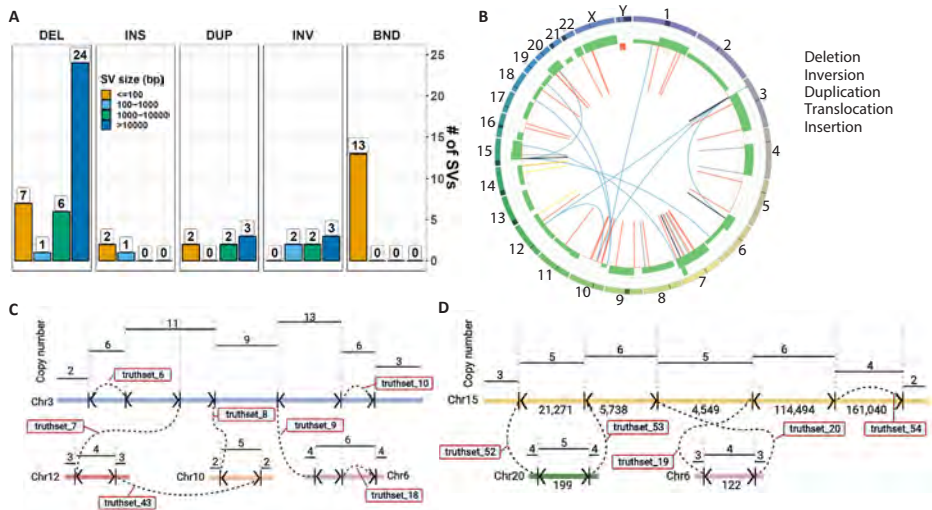 A
DEL INS DUP INV BND
SV size (bp)
<=100
100-1000
1000-10000
>10000
7 1 6 24
2 1 0 0
2 0 2 3
0 2 2 3
13 0 0 0
0 5 10 15 20 25
# of SVs
B
1 2 3 4 5 6 7 8 9 10 11 12 13 14 15 16 17 18 19 20 21 22 X Y
Deletion
Inversion
Duplication
Translocation
Insertion
C
Copy number
2 6 11 9 13 6 3
truthset_6
truthset_10
Chr3
truthset_7
truthset_8
truthset_9
3 4 3
2 5 2
4 6 4
Chr12
Chr10
Chr6
truthset_18
truthset_43
D
Copy number
3 5 6 5 6 4 2
Chr15
21,271 5,738 4,549 114,494 161,040
truthset_53
truthset_20
truthset_54
truthset_52
truthset_19
4 5 4
3 4 3
Chr20
Chr6
199
122